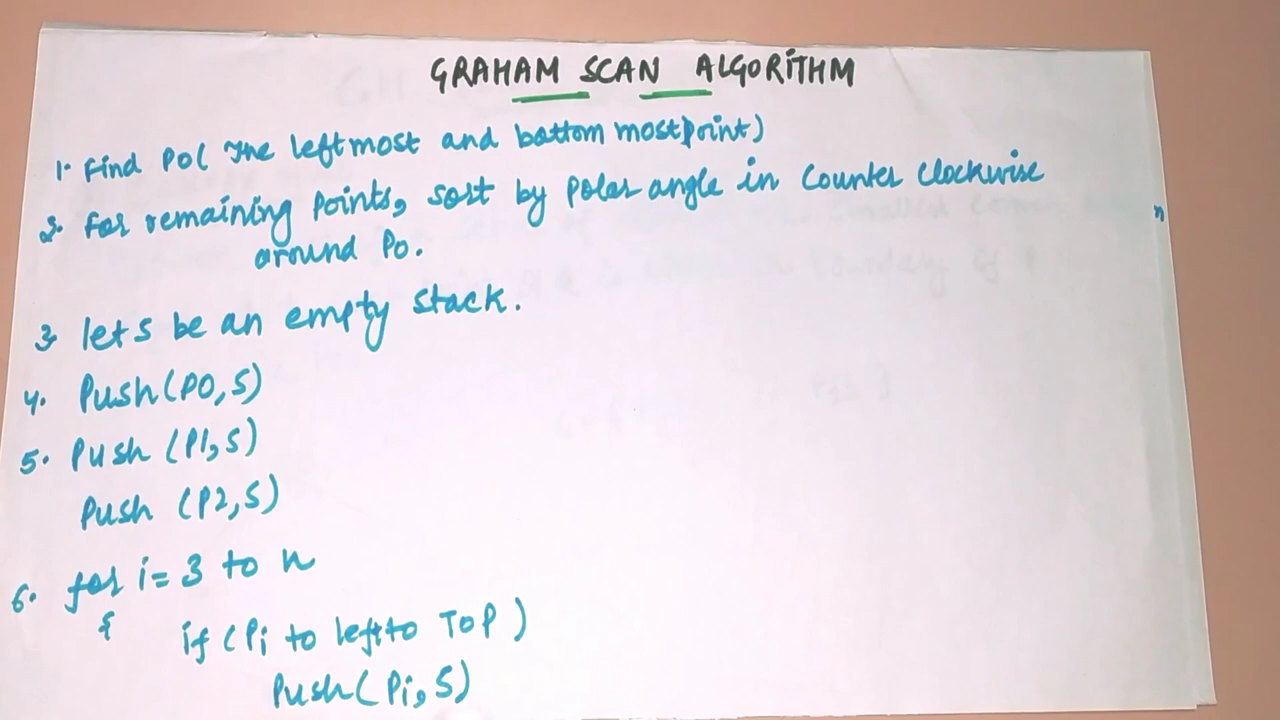 GRAHAM SCAN ALGORITHM
1. Find P0( The leftmost and bottom most point)
2. For remaining points, sort by polar angle in counter clockwise
around P0.
3. let S be an empty stack.
4. Push(P0,S)
5. Push (P1,S)
Push (P2,S)
6. for i= 3 to n
{
if (Pi to left to TOP)
Push(Pi,S)